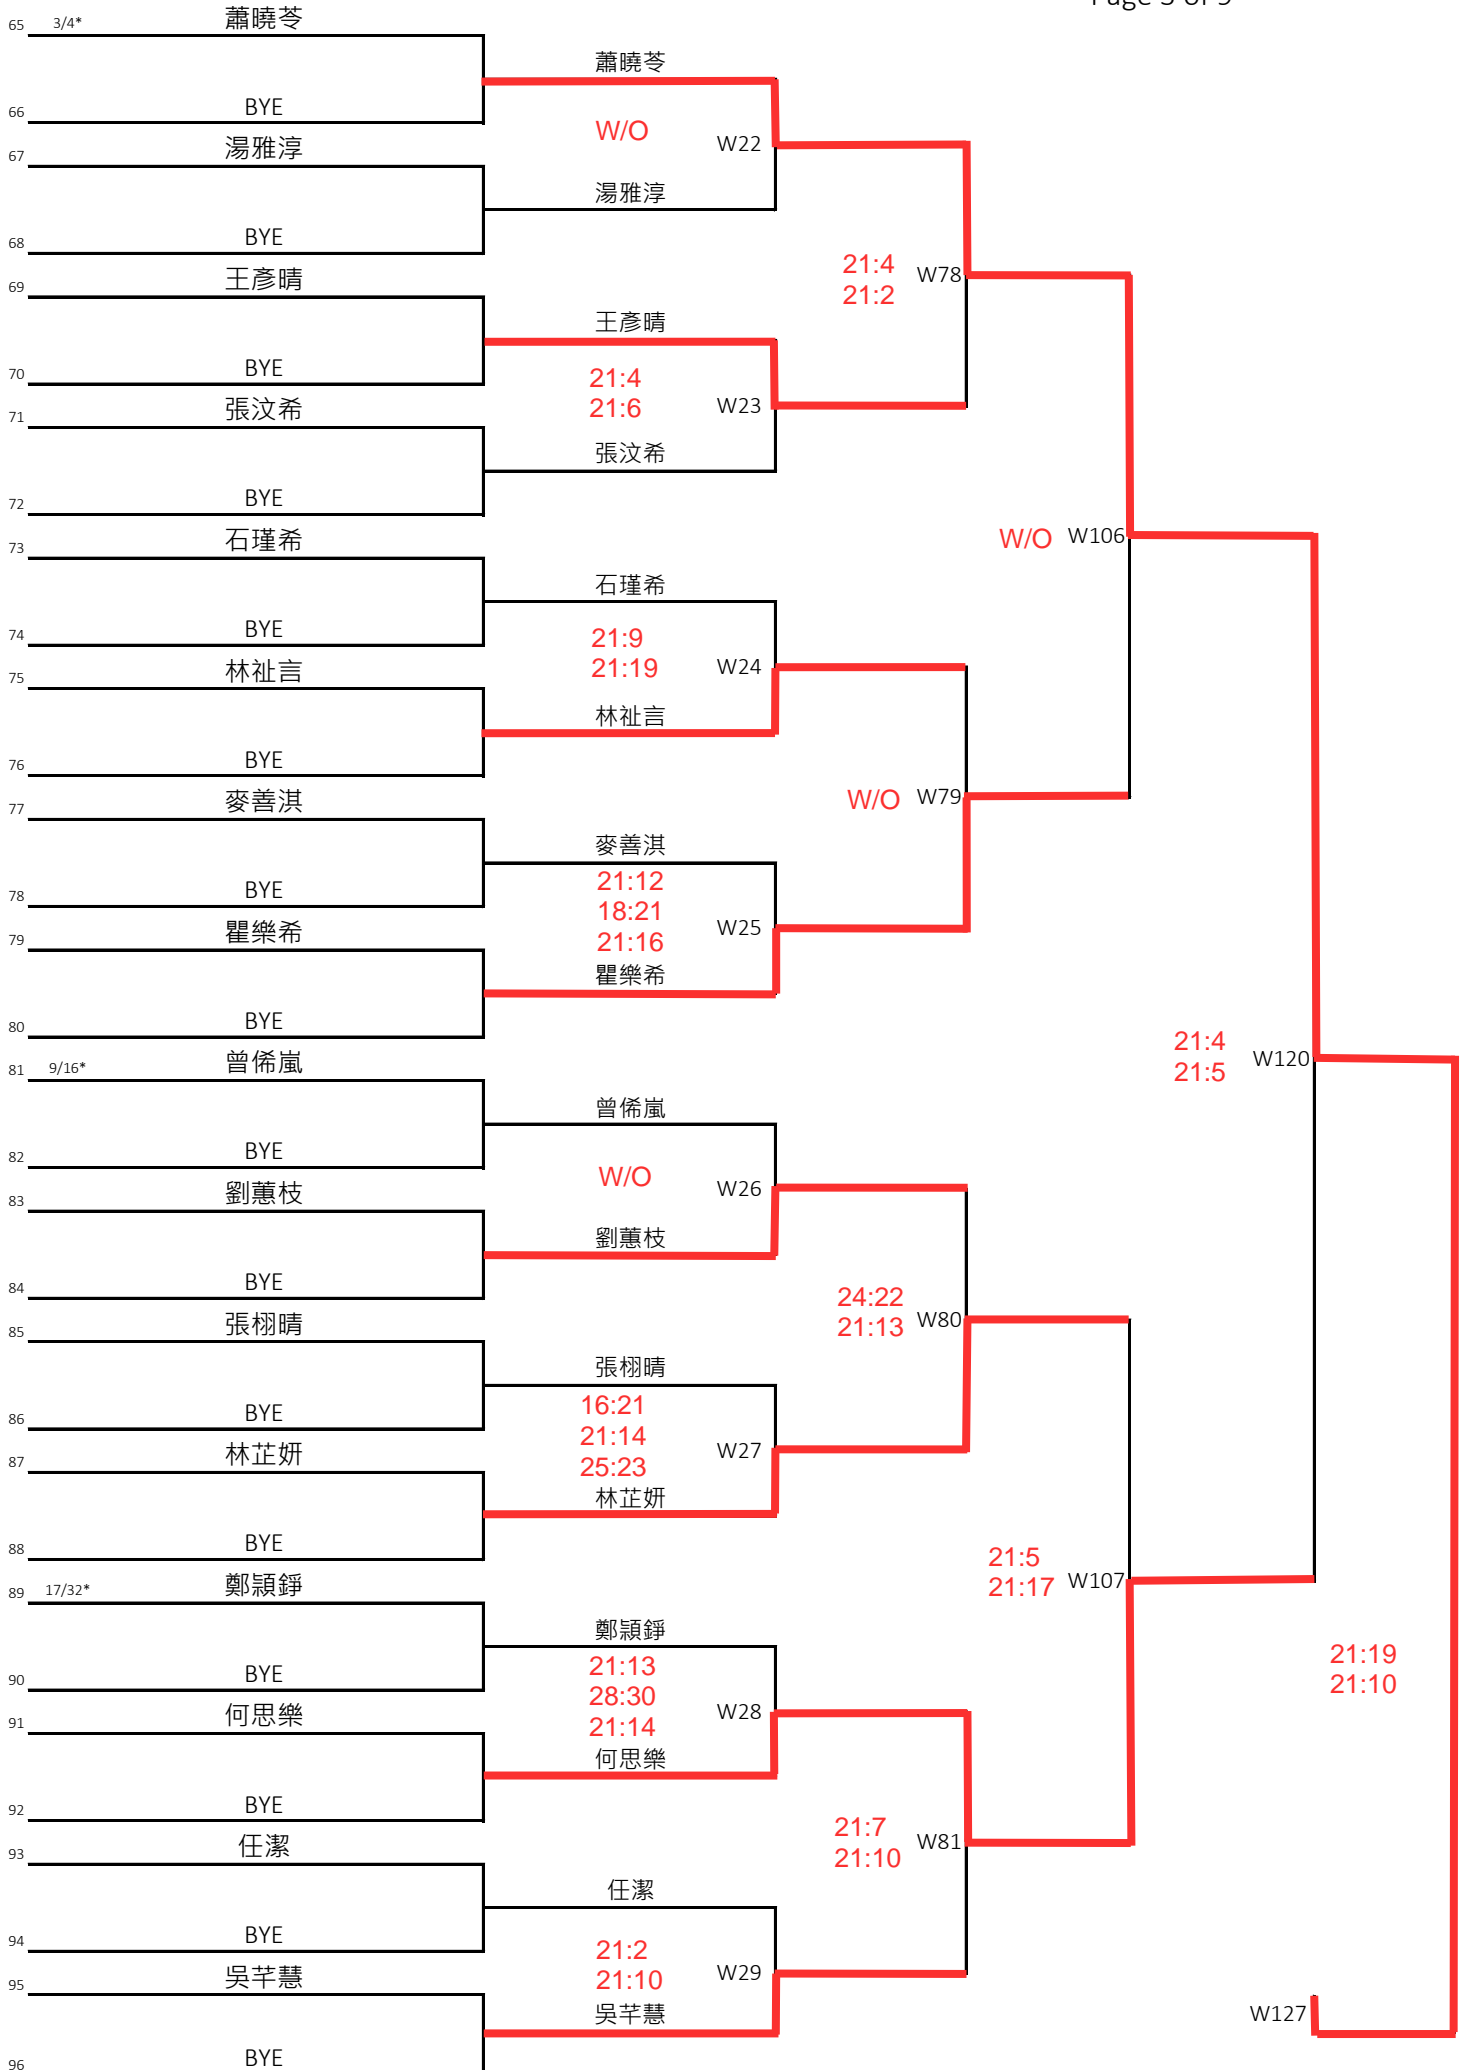 65 3/4* 蕭曉苓
蕭曉苓
66 BYE
W/O W22
67 湯雅淳
湯雅淳
68 BYE
21:4 W78
21:2
69 王彥晴
王彥晴
70 BYE
21:4
21:6 W23
71 張汶希
張汶希
72 BYE
W/O W106
73 石瑾希
石瑾希
74 BYE
21:9
21:19 W24
75 林祉言
林祉言
76 BYE
W/O W79
77 麥善淇
麥善淇
78 BYE
21:12
18:21 W25
21:16
79 瞿樂希
瞿樂希
80 BYE
21:4 W120
21:5
81 9/16* 曾俙嵐
曾俙嵐
82 BYE
W/O W26
83 劉蕙枝
劉蕙枝
84 BYE
24:22
21:13 W80
85 張栩晴
張栩晴
86 BYE
16:21
21:14 W27
25:23
87 林芷妍
林芷妍
88 BYE
21:5
21:17 W107
89 17/32* 鄭頴錚
鄭頴錚
90 BYE
21:13
28:30 W28
21:14
91 何思樂
何思樂
92 BYE
21:19
21:10
21:7 W81
21:10
93 任潔
任潔
94 BYE
21:2
21:10 W29
95 吳芊慧
吳芊慧
W127
96 BYE